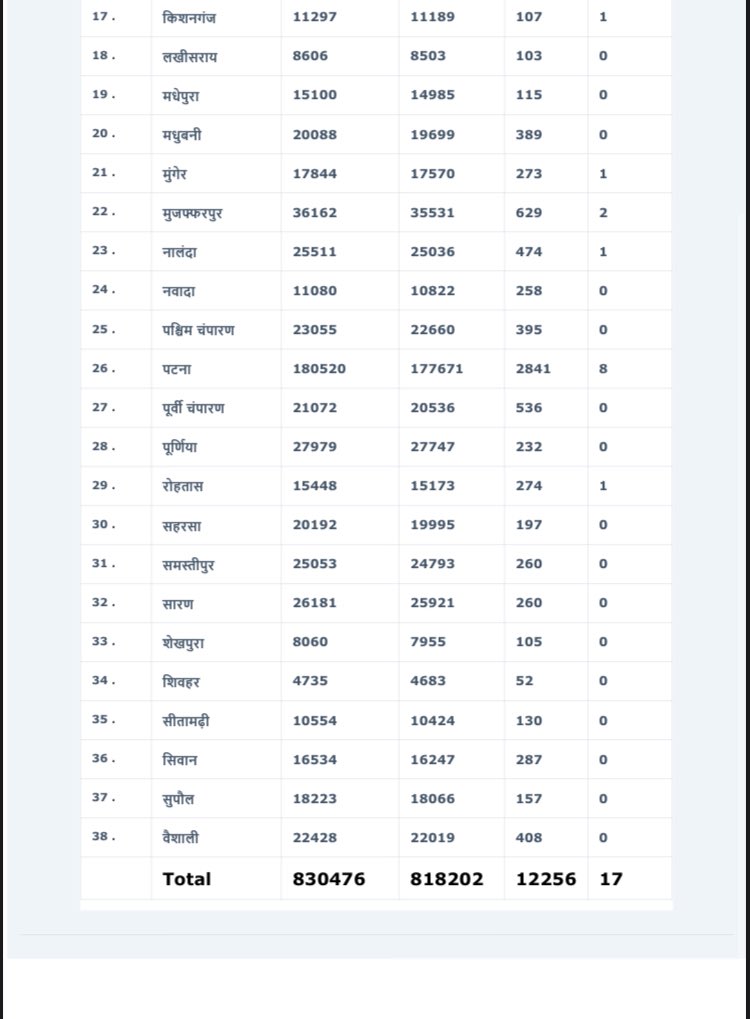 17 . किशनगंज 11297 11189 107 1
18 . लखीसराय 8606 8503 103 0
19 . मधेपुरा 15100 14985 115 0
20 . मधुबनी 20088 19699 389 0
21 . मुंगेर 17844 17570 273 1
22 . मुजफ्फरपुर 36162 35531 629 2
23 . नालंदा 25511 25036 474 1
24 . नवादा 11080 10822 258 0
25 . पश्चिम चंपारण 23055 22660 395 0
26 . पटना 180520 177671 2841 8
27 . पूर्वी चंपारण 21072 20536 536 0
28 . पूर्णिया 27979 27747 232 0
29 . रोहतास 15448 15173 274 1
30 . सहरसा 20192 19995 197 0
31 . समस्तीपुर 25053 24793 260 0
32 . सारण 26181 25921 260 0
33 . शेखपुरा 8060 7955 105 0
34 . शिवहर 4735 4683 52 0
35 . सीतामढ़ी 10554 10424 130 0
36 . सिवान 16534 16247 287 0
37 . सुपौल 18223 18066 157 0
38 . वैशाली 22428 22019 408 0
Total 830476 818202 12256 17